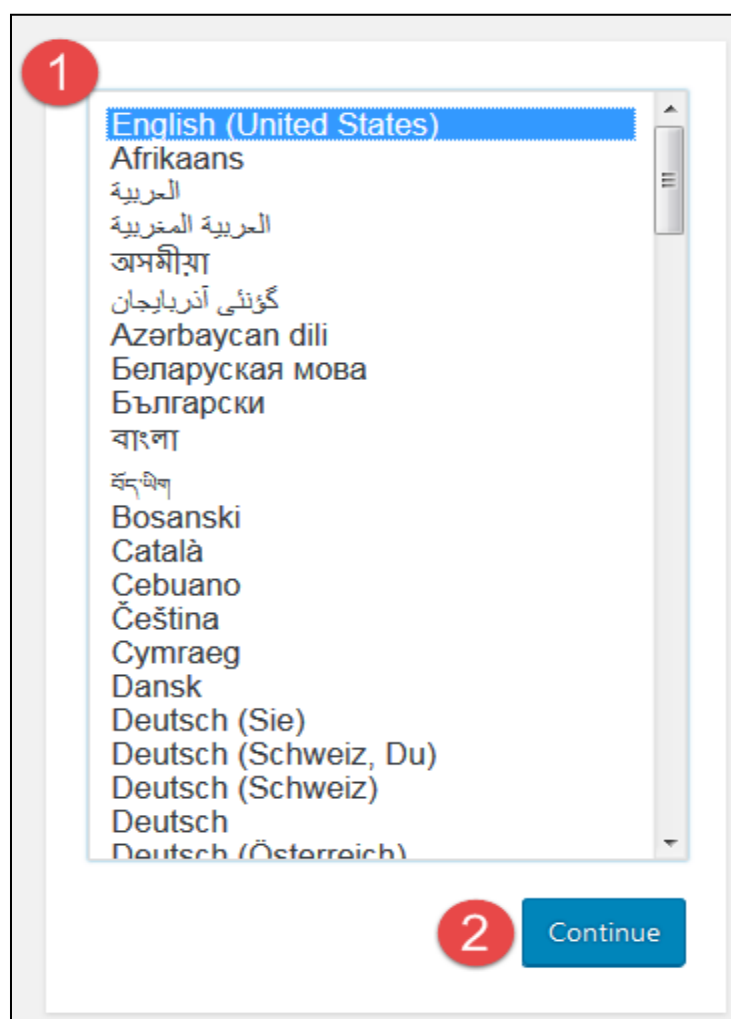 1
English (United States)
Afrikaans
العربية
العربية المغربية
অসমীয়া
گؤنئی آذربایجان
Azərbaycan dili
Беларуская мова
Български
বাংলা
བོད་ཡིག
Bosanski
Català
Cebuano
Čeština
Cymraeg
Dansk
Deutsch (Sie)
Deutsch (Schweiz, Du)
Deutsch (Schweiz)
Deutsch
Deutsch (Österreich)
2 Continue